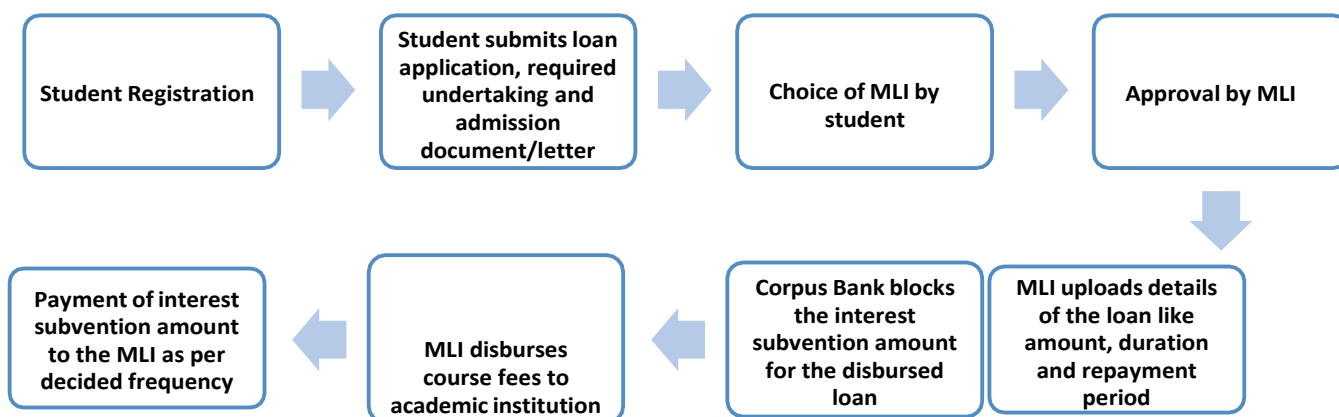 Student Registration
Student submits loan
application, required
undertaking and
admission
document/letter
Choice of MLI by
student
Approval by MLI
MLI uploads details
of the loan like
amount, duration
and repayment
period
Corpus Bank blocks
the interest
subvention amount
for the disbursed
loan
MLI disburses
course fees to
academic institution
Payment of interest
subvention amount
to the MLI as per
decided frequency